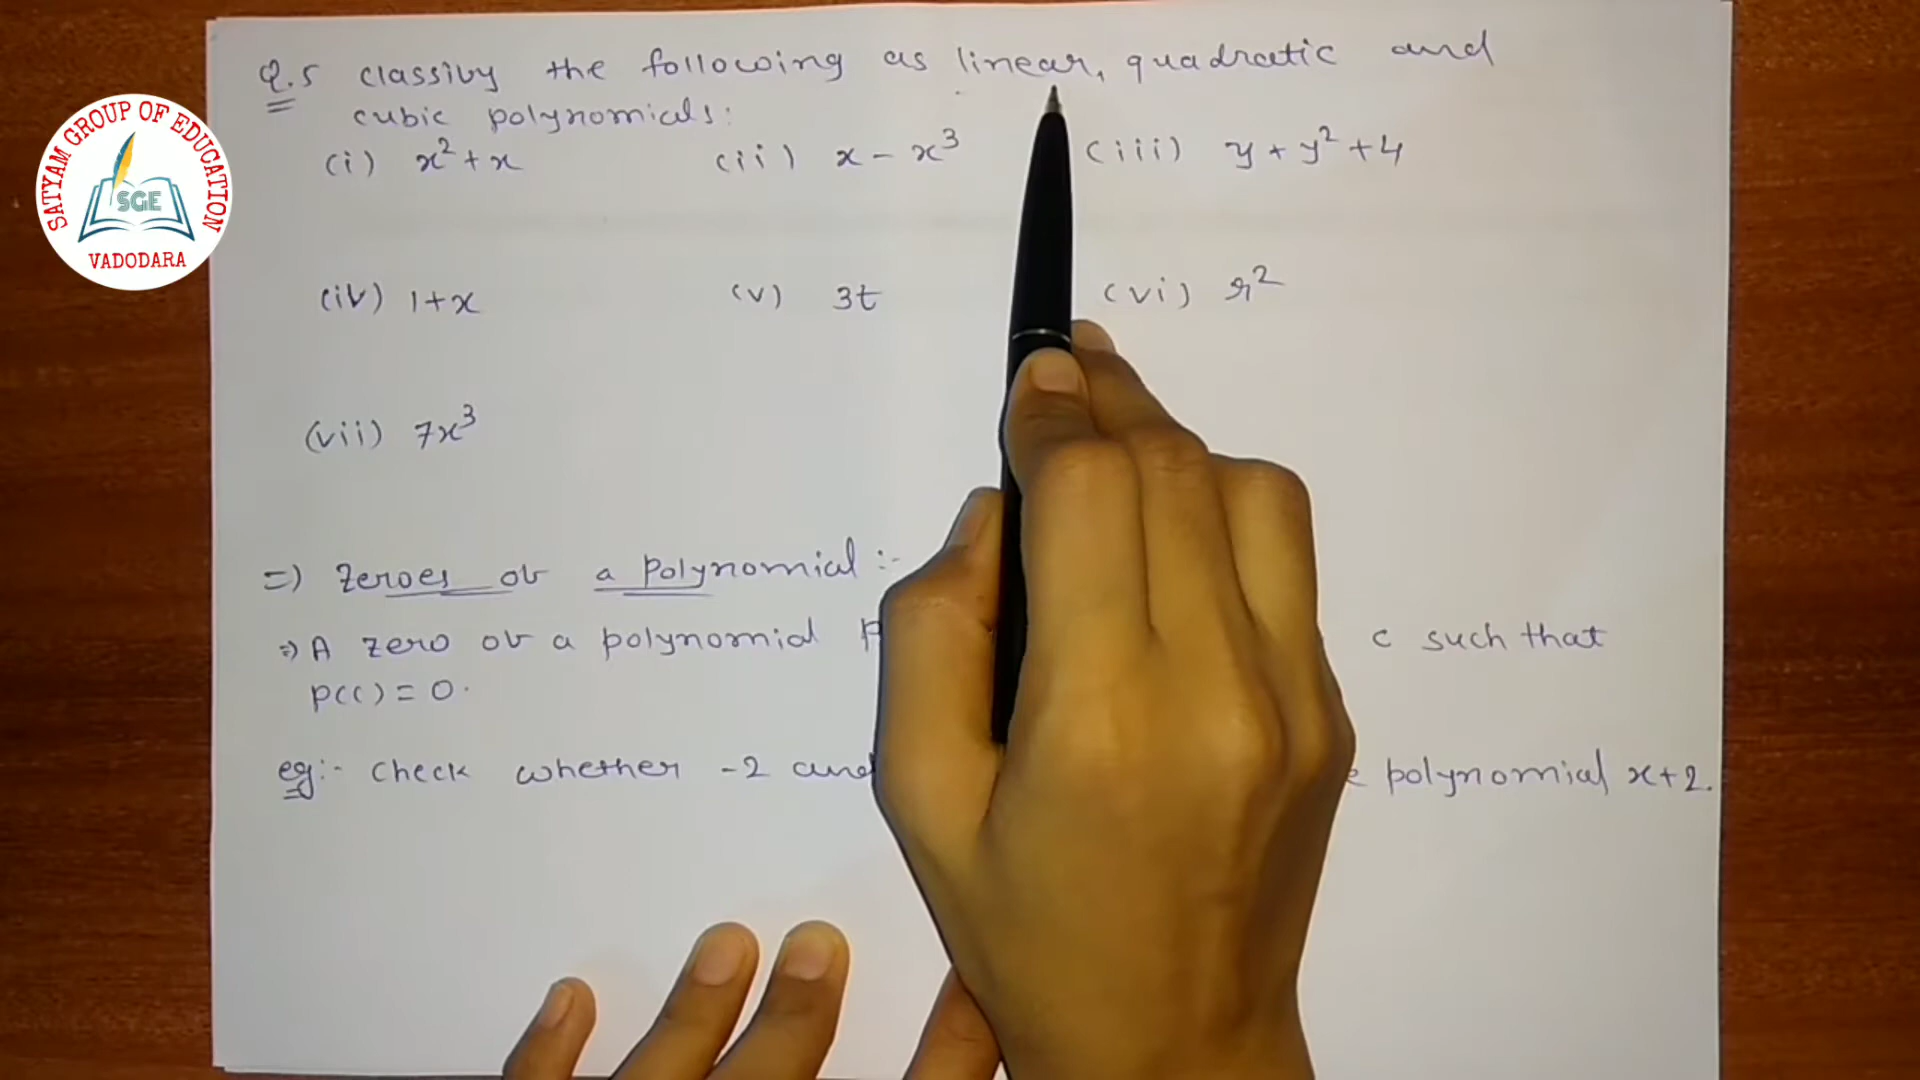 SATYAM GROUP OF EDUCATION
SGE
VADODARA
Q.5 classify the following as linear, quadratic and
cubic polynomials:
(i) x²+x (ii) x-x³ (iii) y+y²+4
(iv) 1+x (v) 3t (vi) r²
(vii) 7x³
=) Zeroes of a polynomial :-
=) A zero of a polynomial c such that
p(c)=0.
eg:- check whether -2 and polynomial x+2.